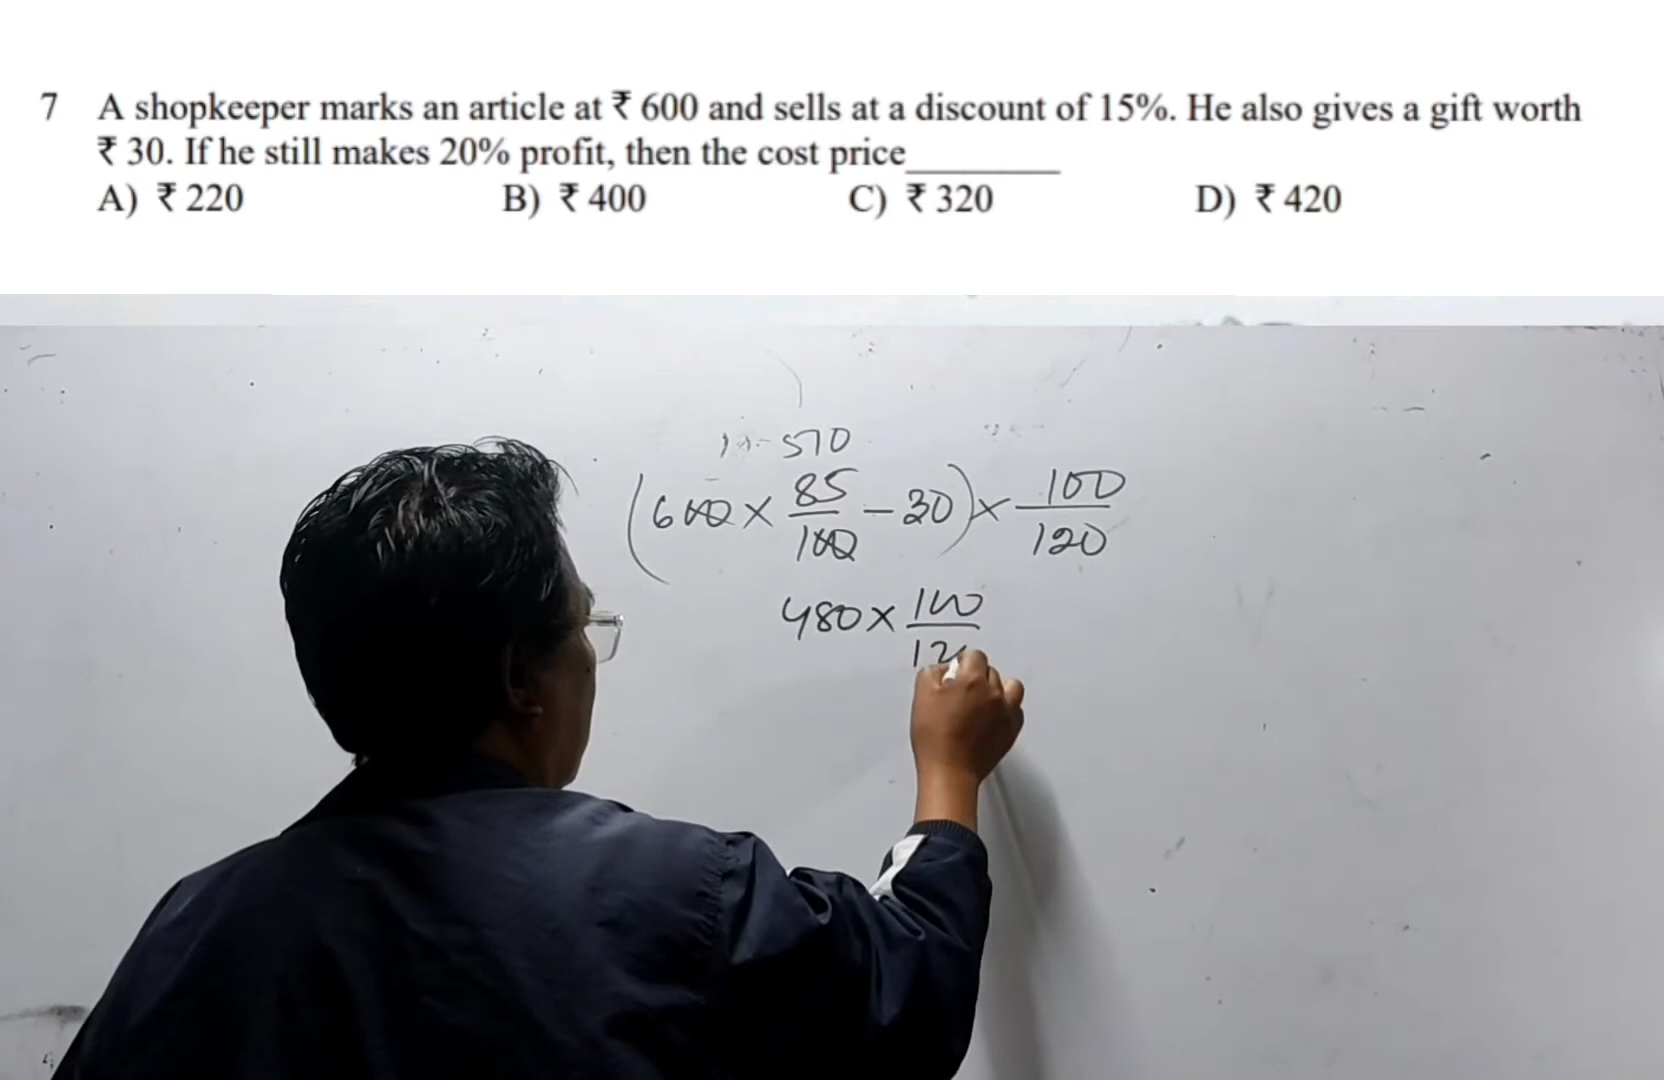 7 A shopkeeper marks an article at ₹ 600 and sells at a discount of 15%. He also gives a gift worth
₹ 30. If he still makes 20% profit, then the cost price________
A) ₹ 220 B) ₹ 400 C) ₹ 320 D) ₹ 420
510
(600 × 85/100 - 30) × 100/120
480 × 100/12